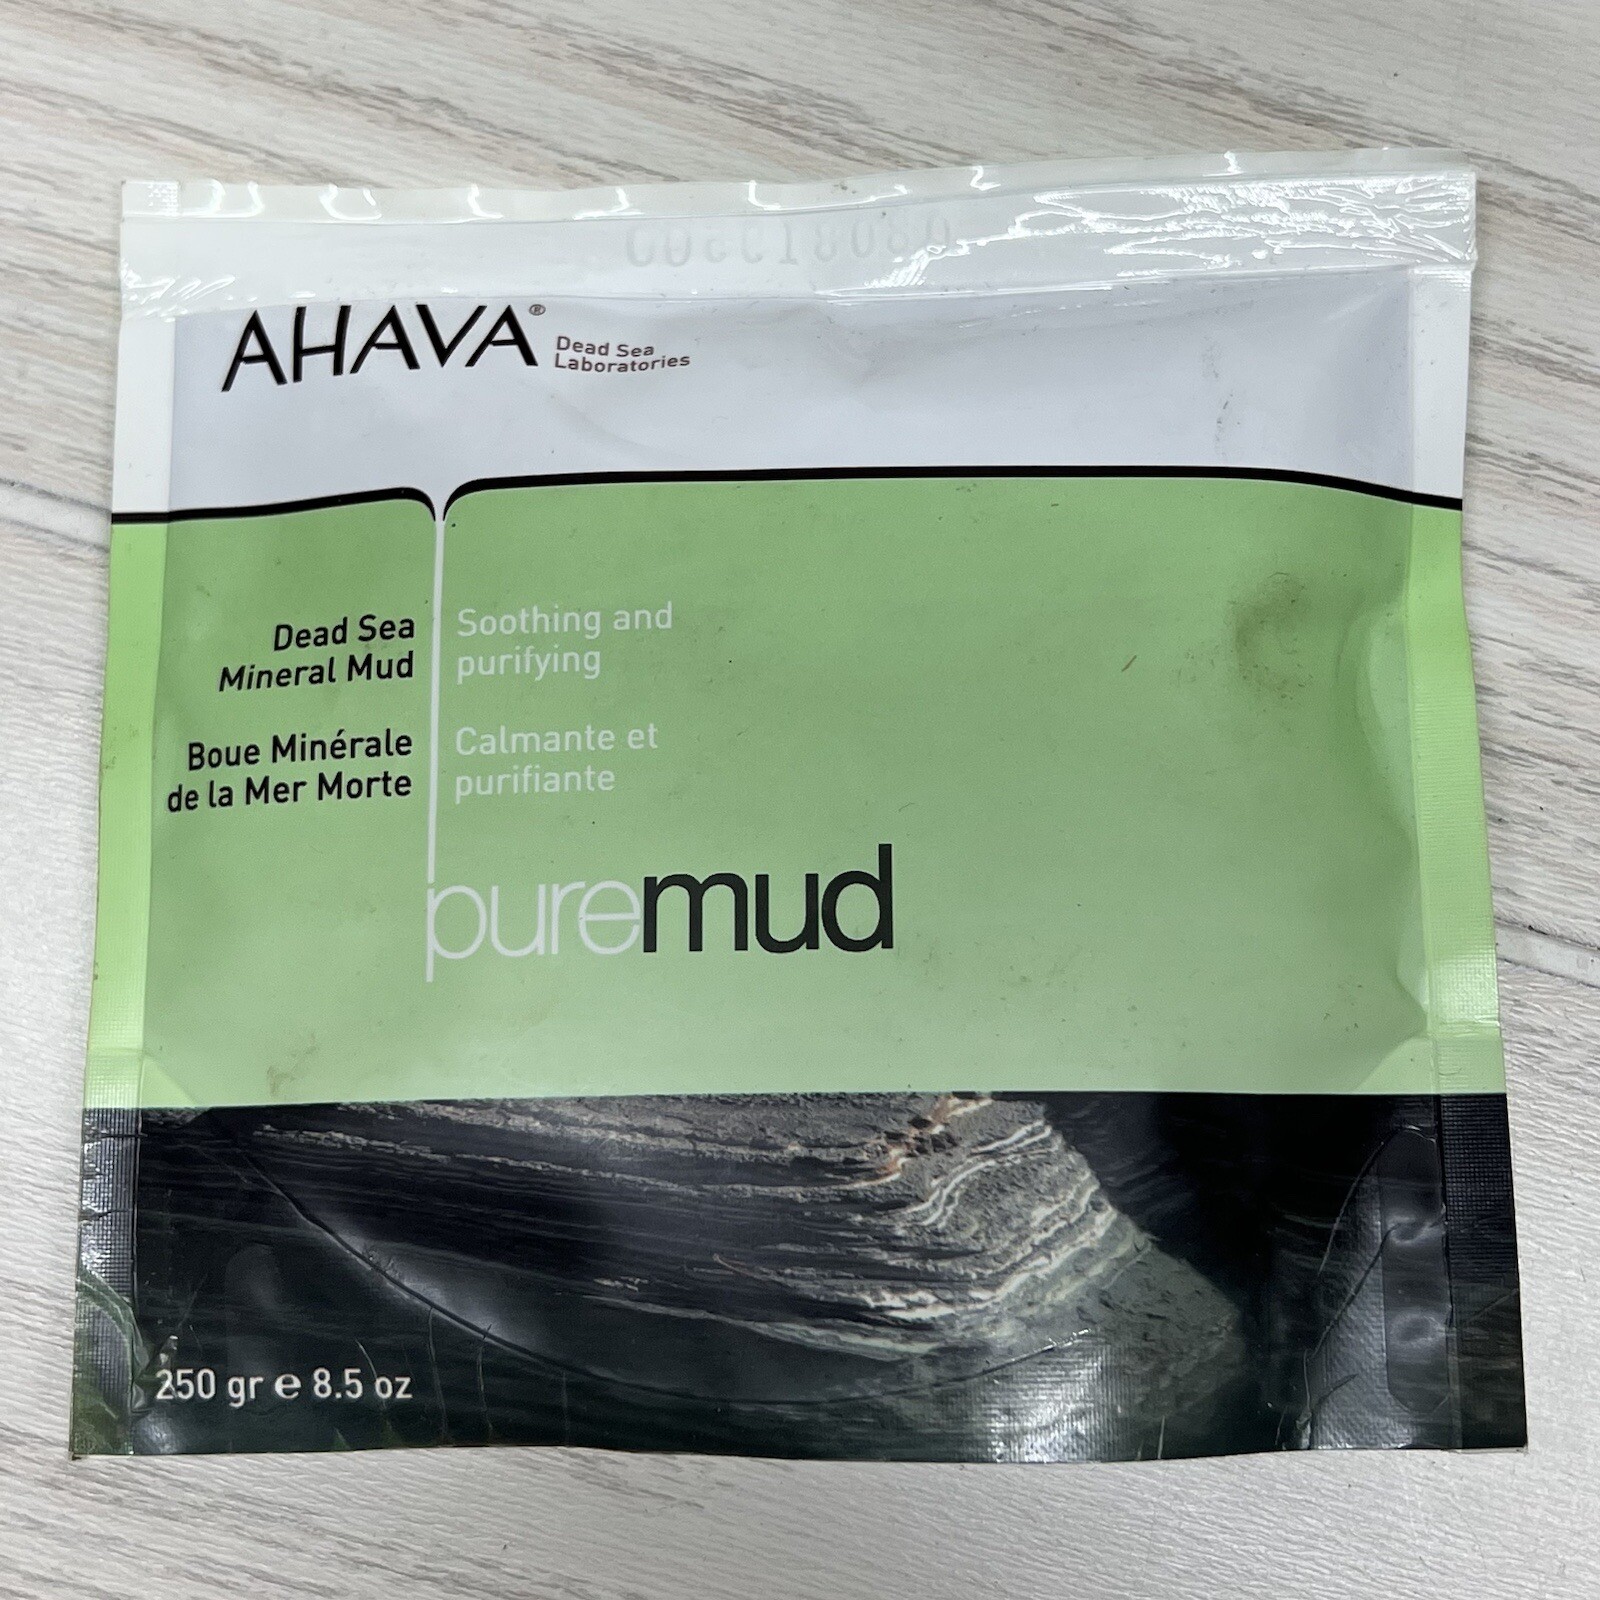 AHAVA®
Dead Sea
Laboratories
Dead Sea
Mineral Mud
Boue Minérale
de la Mer Morte
Soothing and
purifying
Calmante et
purifiante
puremud
250 gr e 8.5 oz